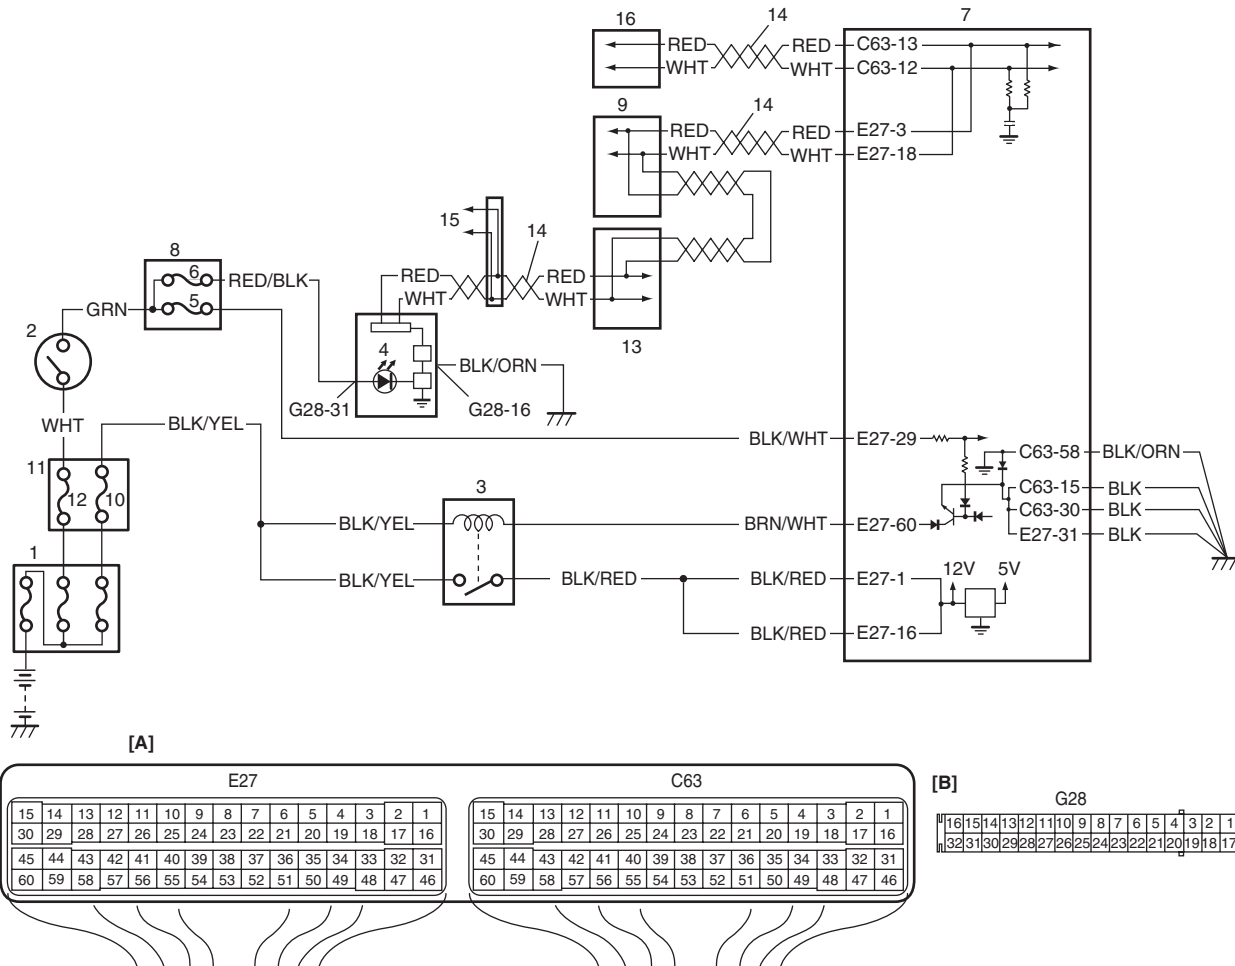 16 14 7
RED RED C63-13
WHT WHT C63-12
9 14
RED RED E27-3
WHT WHT E27-18
15 14
8
6 RED/BLK RED RED
5 WHT WHT
GRN
2
13
4 BLK/ORN
G28-31 G28-16
WHT BLK/YEL
BLK/WHT E27-29
C63-58 BLK/ORN
11 12 10
3
C63-15 BLK
C63-30 BLK
BLK/YEL BRN/WHT E27-60
E27-31 BLK
1
12V 5V
BLK/YEL BLK/RED BLK/RED E27-1
BLK/RED E27-16
[A]
E27 C63
15 14 13 12 11 10 9 8 7 6 5 4 3 2 1 15 14 13 12 11 10 9 8 7 6 5 4 3 2 1
30 29 28 27 26 25 24 23 22 21 20 19 18 17 16 30 29 28 27 26 25 24 23 22 21 20 19 18 17 16
45 44 43 42 41 40 39 38 37 36 35 34 33 32 31 45 44 43 42 41 40 39 38 37 36 35 34 33 32 31
60 59 58 57 56 55 54 53 52 51 50 49 48 47 46 60 59 58 57 56 55 54 53 52 51 50 49 48 47 46
[B]
G28
16 15 14 13 12 11 10 9 8 7 6 5 4 3 2 1
32 31 30 29 28 27 26 25 24 23 22 21 20 19 18 17